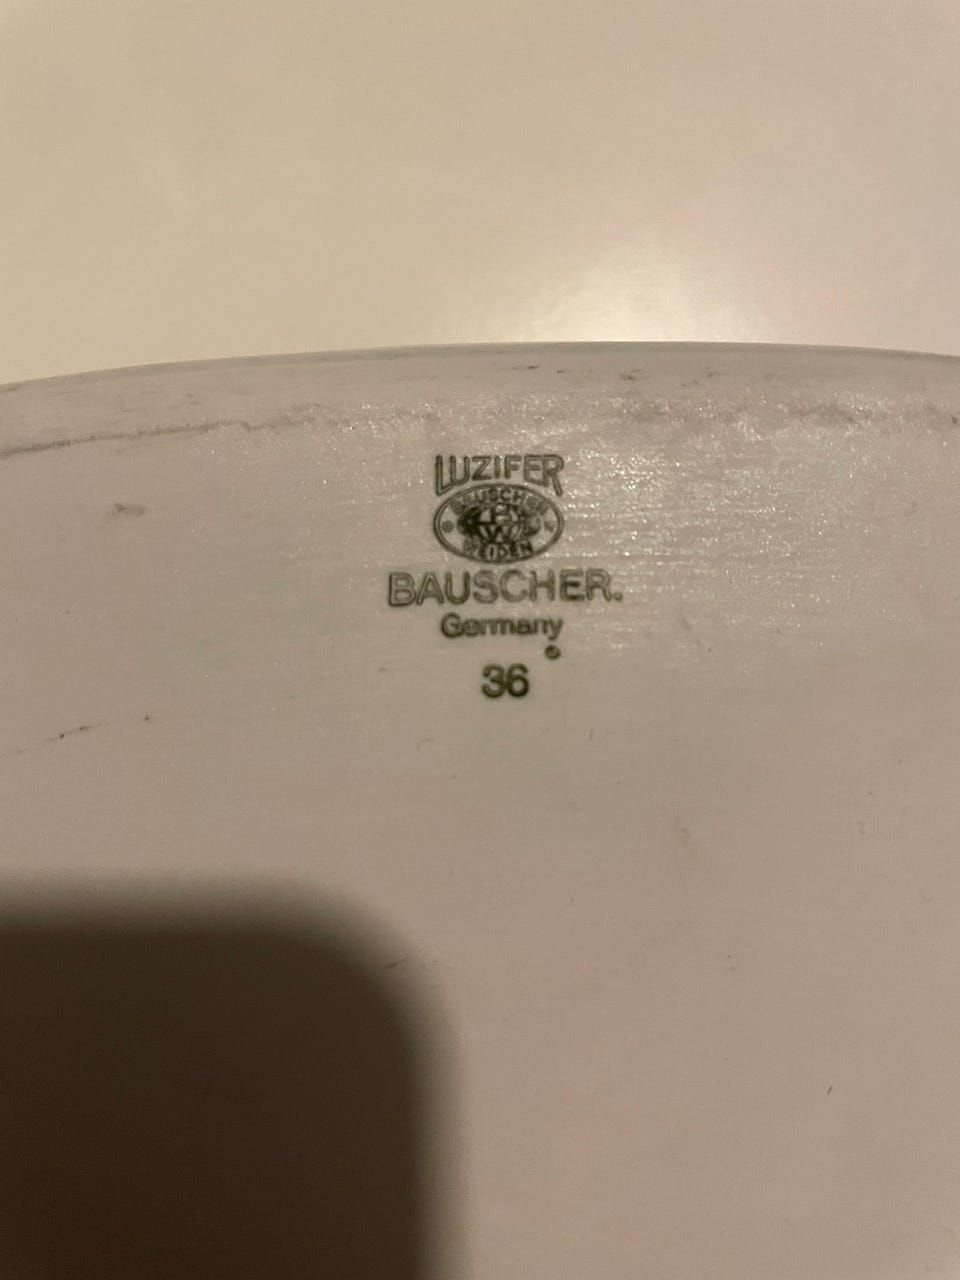 LUZIFER
BAUSCHER
B W
WEIDEN
BAUSCHER.
Germany
36